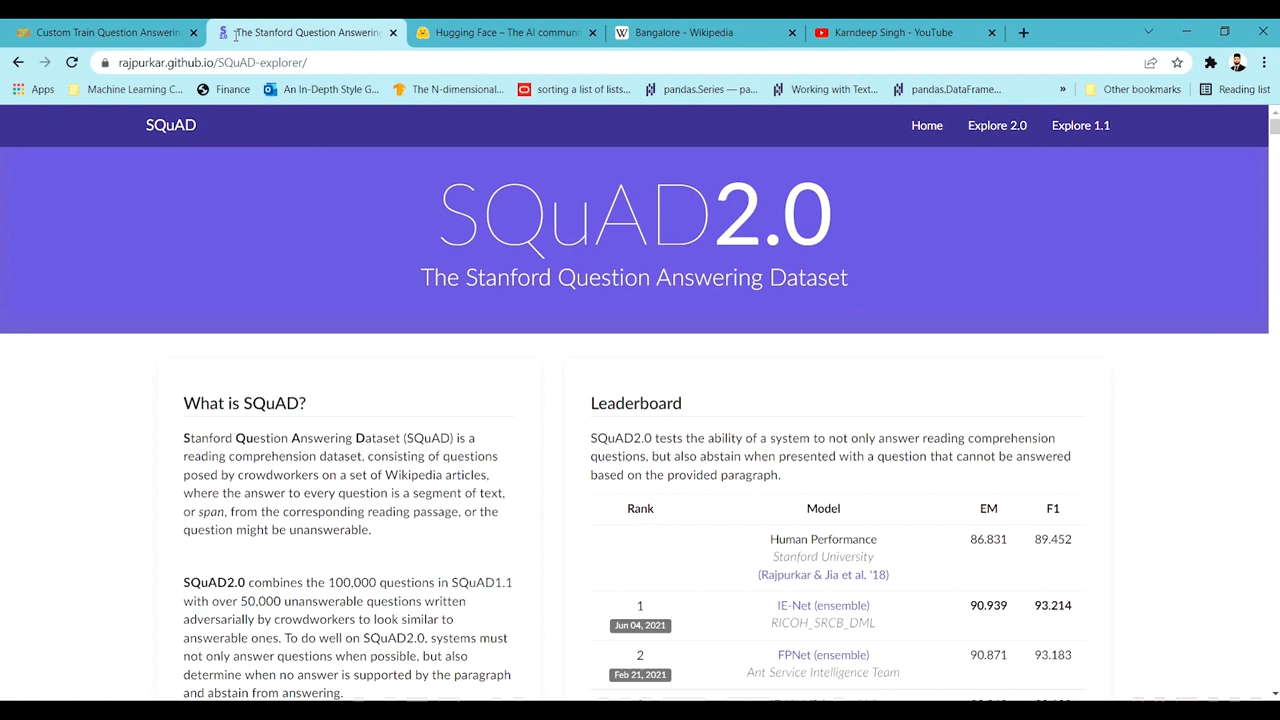 Custom Train Question Answerin
The Stanford Question Answering
Hugging Face – The AI commun
Bangalore - Wikipedia
Karndeep Singh - YouTube
rajpurkar.github.io/SQuAD-explorer/
Apps
Machine Learning C...
Finance
An In-Depth Style G...
The N-dimensional...
sorting a list of lists...
pandas.Series — pa...
Working with Text...
pandas.DataFrame...
»
Other bookmarks
Reading list
SQuAD
Home
Explore 2.0
Explore 1.1
SQuAD2.0
The Stanford Question Answering Dataset
What is SQuAD?
Stanford Question Answering Dataset (SQuAD) is a
reading comprehension dataset, consisting of questions
posed by crowdworkers on a set of Wikipedia articles,
where the answer to every question is a segment of text,
or span, from the corresponding reading passage, or the
question might be unanswerable.
SQuAD2.0 combines the 100,000 questions in SQuAD1.1
with over 50,000 unanswerable questions written
adversarially by crowdworkers to look similar to
answerable ones. To do well on SQuAD2.0, systems must
not only answer questions when possible, but also
determine when no answer is supported by the paragraph
and abstain from answering.
Leaderboard
SQuAD2.0 tests the ability of a system to not only answer reading comprehension
questions, but also abstain when presented with a question that cannot be answered
based on the provided paragraph.
Rank Model EM F1
Human Performance 86.831 89.452
Stanford University
(Rajpurkar & Jia et al. '18)
1 IE-Net (ensemble) 90.939 93.214
Jun 04, 2021 RICOH_SRCB_DML
2 FPNet (ensemble) 90.871 93.183
Feb 21, 2021 Ant Service Intelligence Team